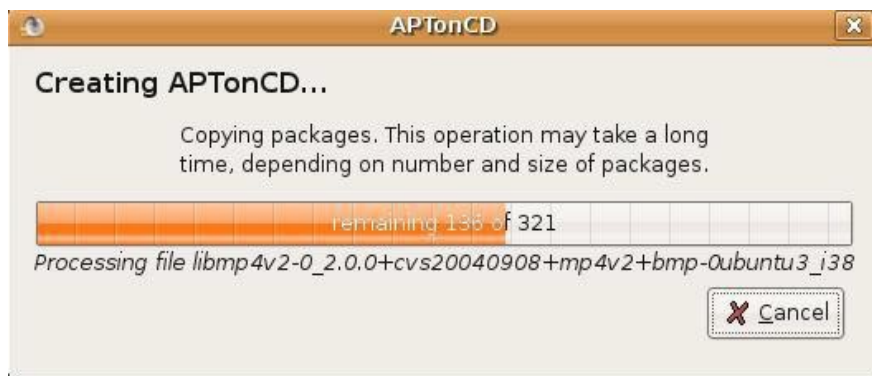 APTonCD
Creating APTonCD...
Copying packages. This operation may take a long
time, depending on number and size of packages.
remaining 136 of 321
Processing file libmp4v2-0_2.0.0+cvs20040908+mp4v2+bmp-0ubuntu3_i38
Cancel